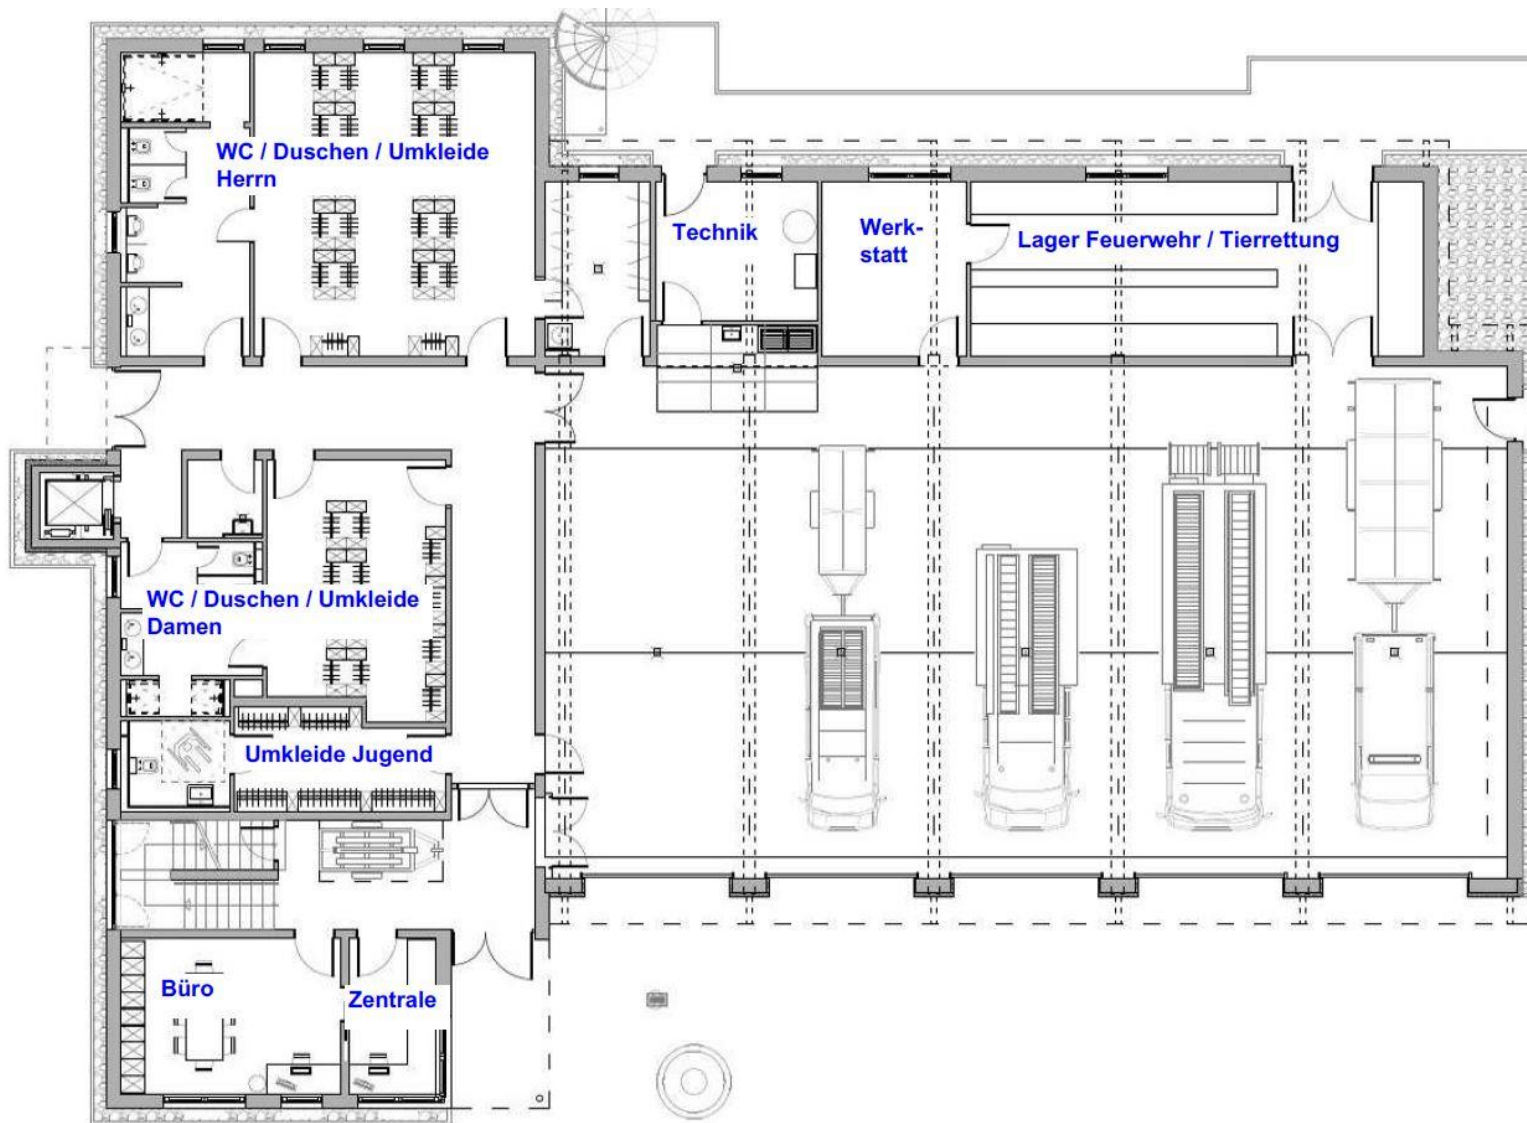 WC / Duschen / Umkleide
Herrn
Technik
Werk-
statt
Lager Feuerwehr / Tierrettung
WC / Duschen / Umkleide
Damen
Umkleide Jugend
Büro
Zentrale